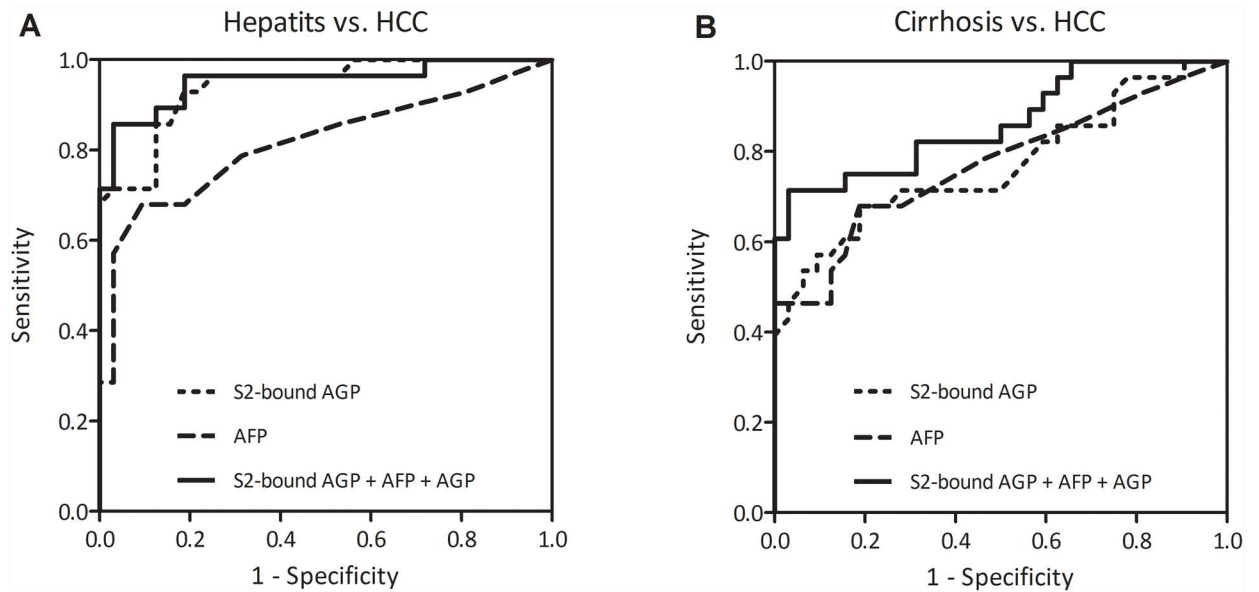 A
Hepatits vs. HCC
1.0
0.8
0.6
0.4
0.2
0.0
Sensitivity
S2-bound AGP
AFP
S2-bound AGP + AFP + AGP
0.0 0.2 0.4 0.6 0.8 1.0
1 - Specificity
B
Cirrhosis vs. HCC
1.0
0.8
0.6
0.4
0.2
0.0
Sensitivity
S2-bound AGP
AFP
S2-bound AGP + AFP + AGP
0.0 0.2 0.4 0.6 0.8 1.0
1 - Specificity